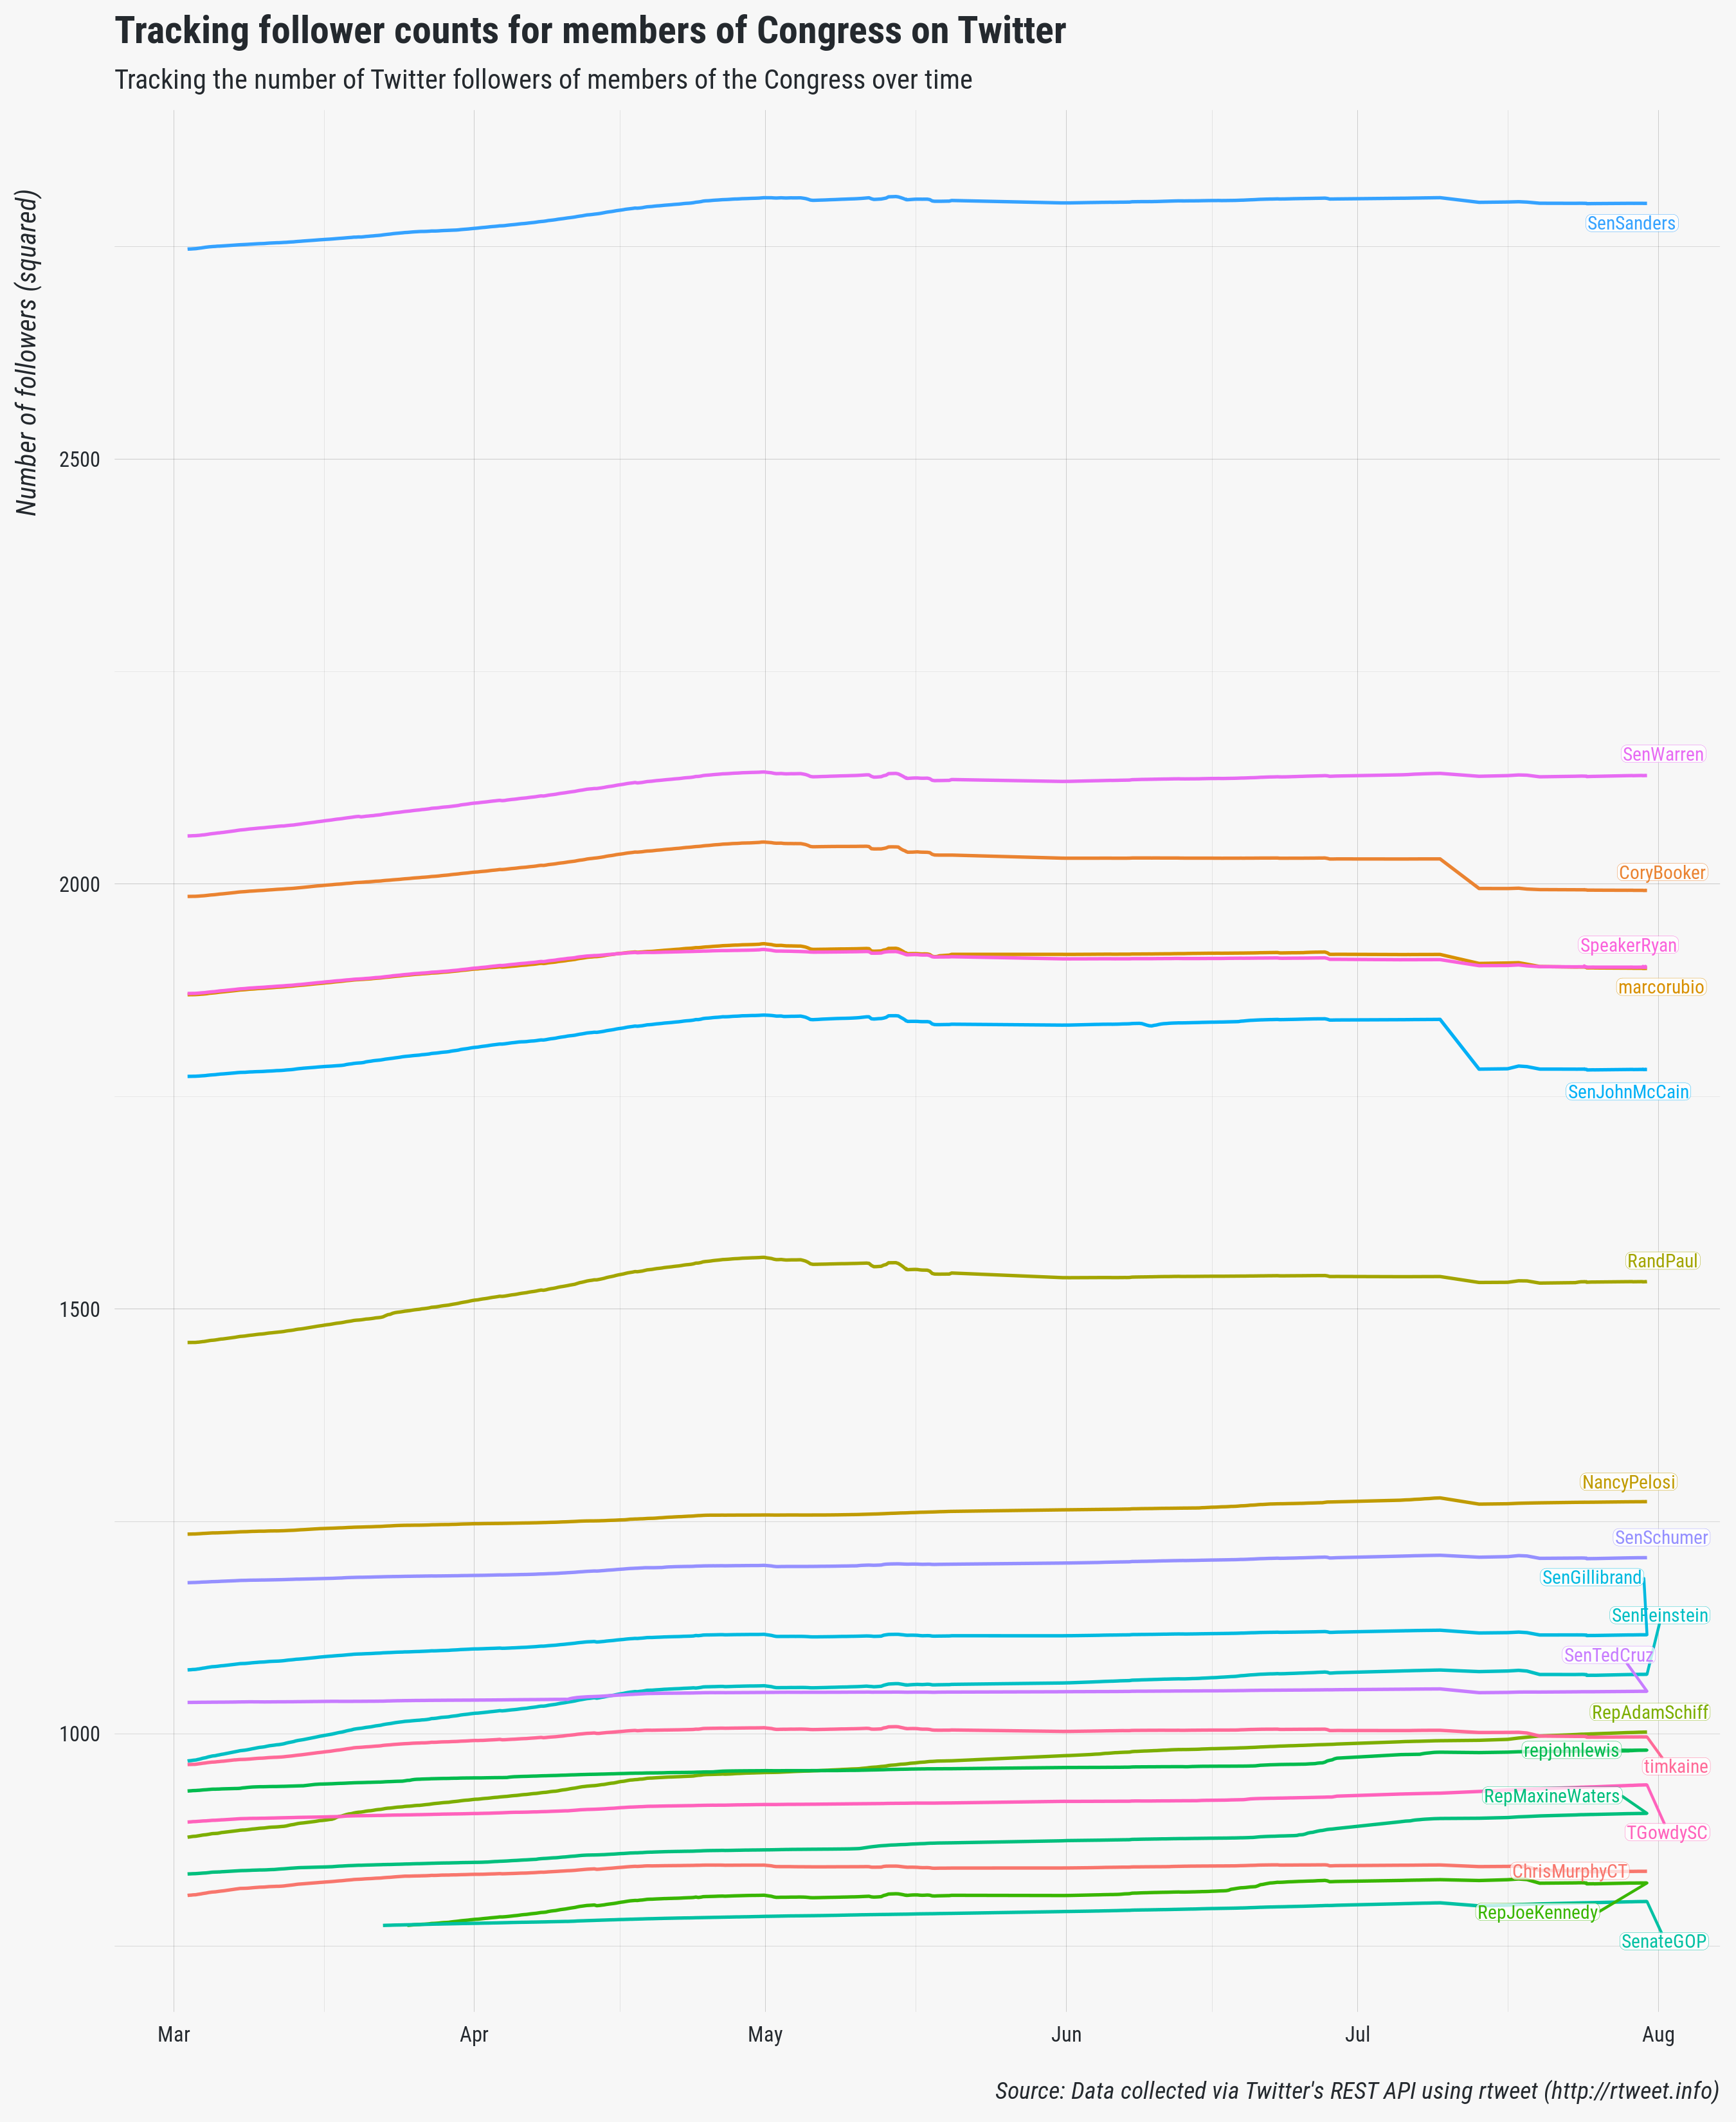 Tracking follower counts for members of Congress on Twitter
Tracking the number of Twitter followers of members of the Congress over time
Number of followers (squared)
SenSanders
2500
SenWarren
CoryBooker
2000
SpeakerRyan
marcorubio
SenJohnMcCain
RandPaul
1500
NancyPelosi
SenSchumer
SenGillibrand
SenFeinstein
SenTedCruz
RepAdamSchiff
1000
repjohnlewis
timkaine
RepMaxineWaters
TGowdySC
ChrisMurphyCT
RepJoeKennedy
SenateGOP
Mar Apr May Jun Jul Aug
Source: Data collected via Twitter's REST API using rtweet (http://rtweet.info)